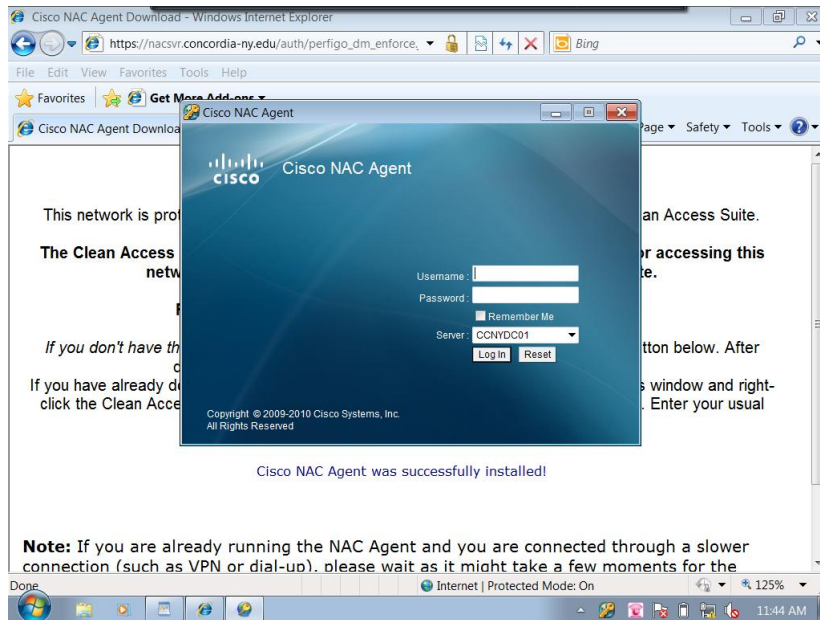 Cisco NAC Agent Download - Windows Internet Explorer
https://nacsvr.concordia-ny.edu/auth/perfigo_dm_enforce,
Bing
File Edit View Favorites Tools Help
Favorites Get More Add-ons
Cisco NAC Agent Downloa
Page Safety Tools
Cisco NAC Agent
CISCO
Cisco NAC Agent
Username :
Password :
Remember Me
Server : CCNYDC01
Log In Reset
Copyright © 2009-2010 Cisco Systems, Inc.
All Rights Reserved
This network is prot an Access Suite.
The Clean Access or accessing this
netw te.
If you don't have th tton below. After
If you have already do s window and right-
click the Clean Acce . Enter your usual
Cisco NAC Agent was successfully installed!
Note: If you are already running the NAC Agent and you are connected through a slower
connection (such as VPN or dial-up), please wait as it might take a few moments for the
Done Internet | Protected Mode: On 125%
11:44 AM